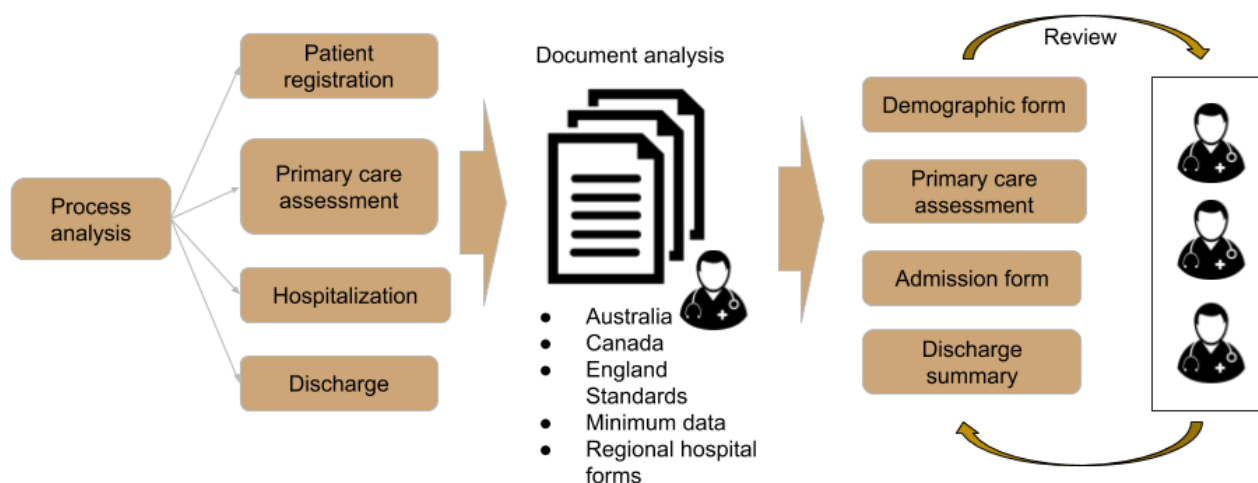 Process
analysis
Patient
registration
Primary care
assessment
Hospitalization
Discharge
Document analysis
● Australia
● Canada
● England
Standards
● Minimum data
● Regional hospital
forms
Review
Demographic form
Primary care
assessment
Admission form
Discharge
summary